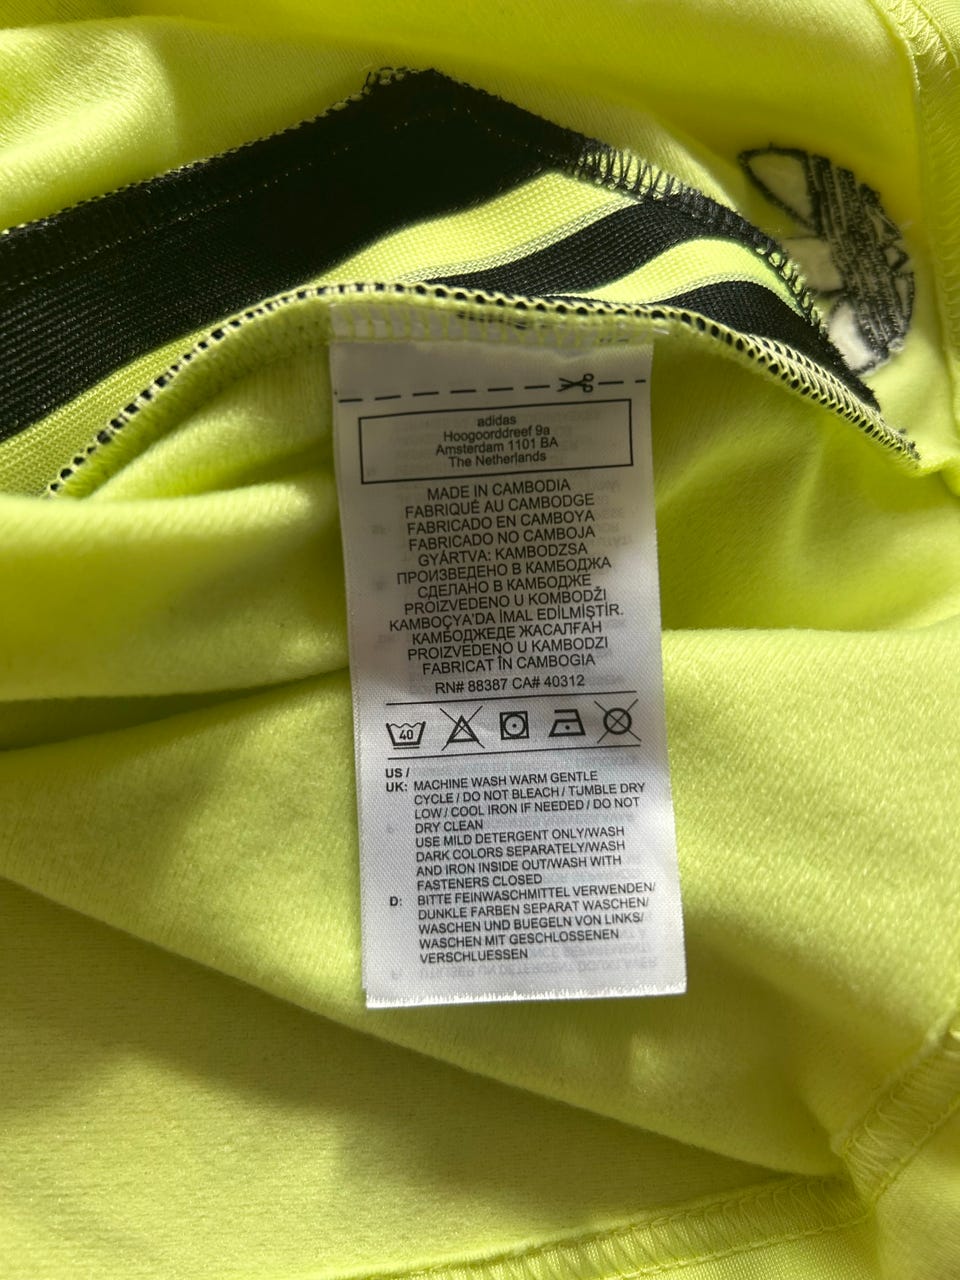 adidas
Hoogoorddreef 9a
Amsterdam 1101 BA
The Netherlands
MADE IN CAMBODIA
FABRIQUÉ AU CAMBODGE
FABRICADO EN CAMBOYA
FABRICADO NO CAMBOJA
GYÁRTVA: KAMBODZSA
ПРОИЗВЕДЕНО В КАМБОДЖА
СДЕЛАНО В КАМБОДЖЕ
PROIZVEDENO U KOMBODŽI
KAMBOÇYA'DA İMAL EDİLMİŞTİR.
КАМБОДЖЕДЕ ЖАСАЛҒАН
PROIZVEDENO U KAMBODZI
FABRICAT ÎN CAMBOGIA
RN# 88387 CA# 40312
40
US /
UK: MACHINE WASH WARM GENTLE
CYCLE / DO NOT BLEACH / TUMBLE DRY
LOW / COOL IRON IF NEEDED / DO NOT
DRY CLEAN
USE MILD DETERGENT ONLY/WASH
DARK COLORS SEPARATELY/WASH
AND IRON INSIDE OUT/WASH WITH
FASTENERS CLOSED
D: BITTE FEINWASCHMITTEL VERWENDEN/
DUNKLE FARBEN SEPARAT WASCHEN/
WASCHEN UND BUEGELN VON LINKS/
WASCHEN MIT GESCHLOSSENEN
VERSCHLUESSEN